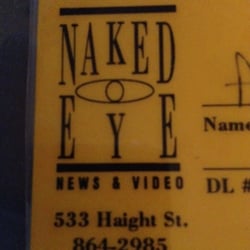 NAKED
EYE
NEWS & VIDEO
533 Haight St.
864-2985
Name
DL #